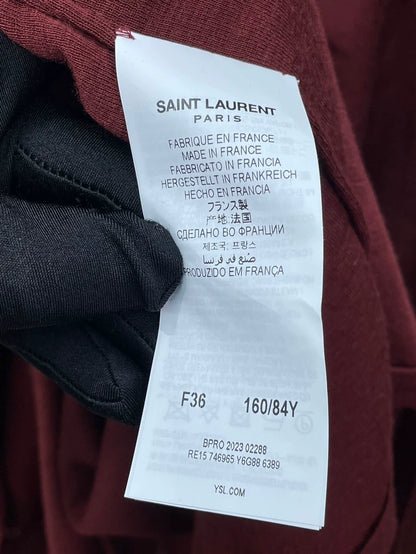 SAINT LAURENT
PARIS
FABRIQUE EN FRANCE
MADE IN FRANCE
FABBRICATO IN FRANCIA
HERGESTELLT IN FRANKREICH
HECHO EN FRANCIA
フランス製
产地:法国
СДЕЛАНО ВО ФРАНЦИИ
제조국: 프랑스
صنع في فرنسا
PRODUZIDO EM FRANÇA
F36 160/84Y
BPRO 2023 02288
RE15 746965 Y6G88 6389
YSL.COM